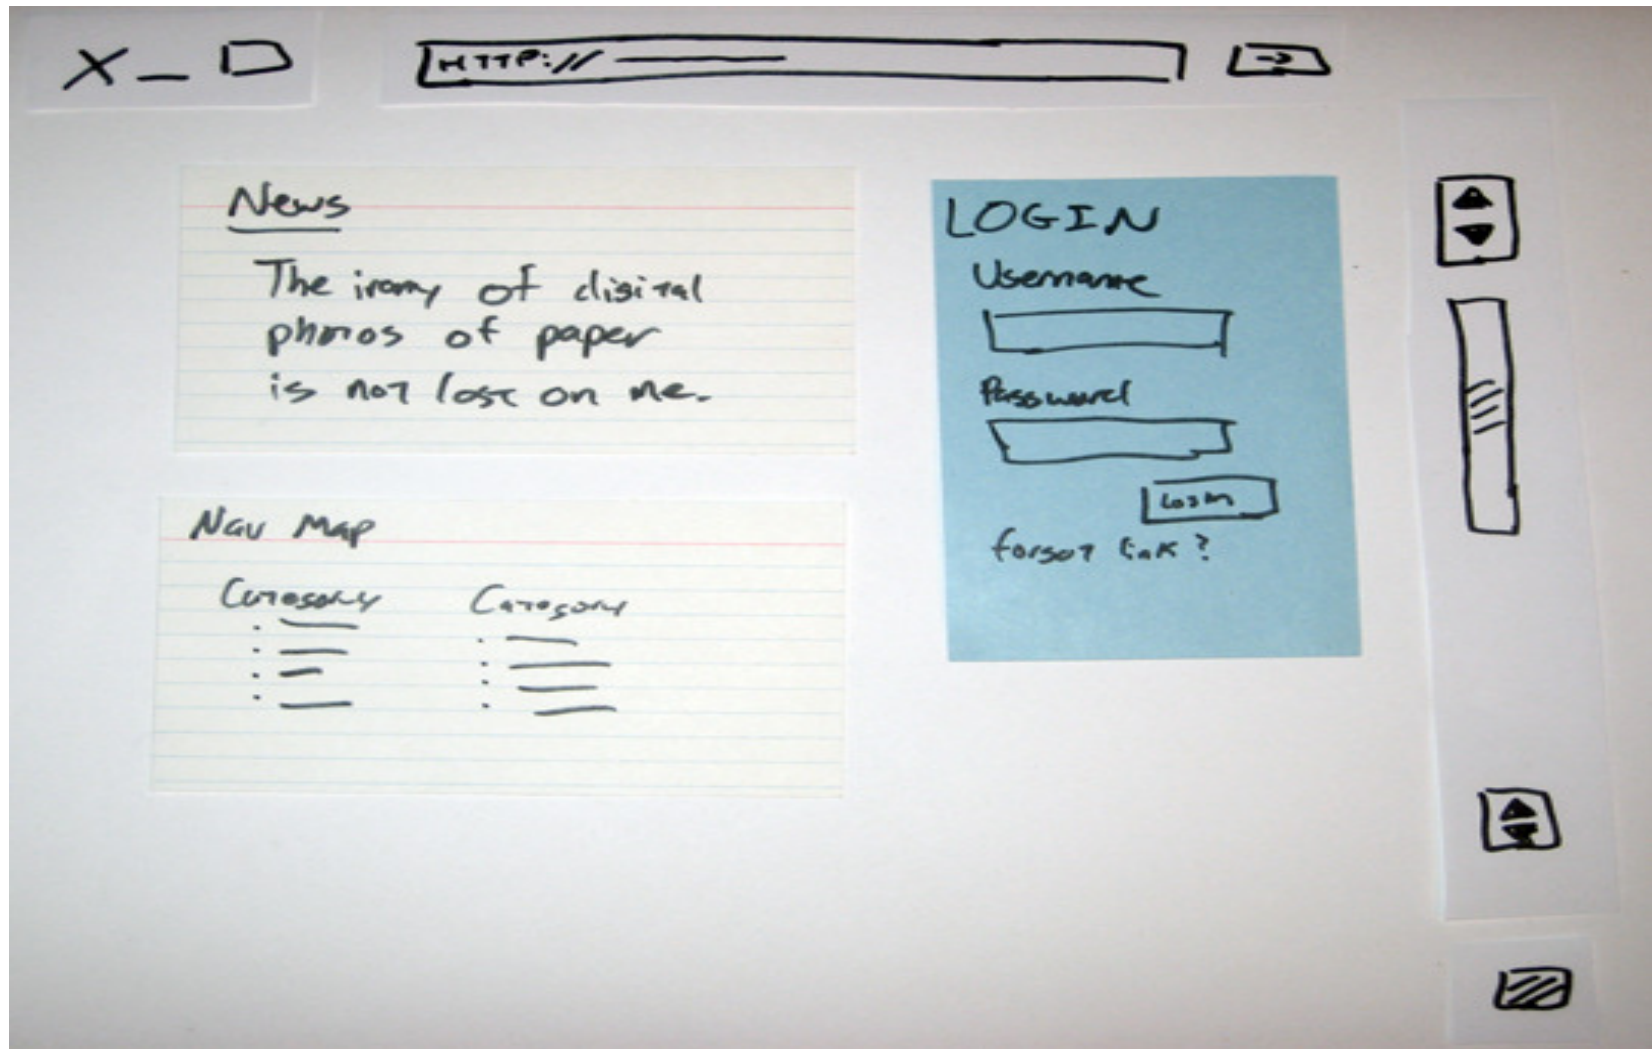 X _
HTTP://
News
The irony of digital
photos of paper
is not lost on me.
LOGIN
Username
Password
Login
forgot link?
Nav Map
Category Category